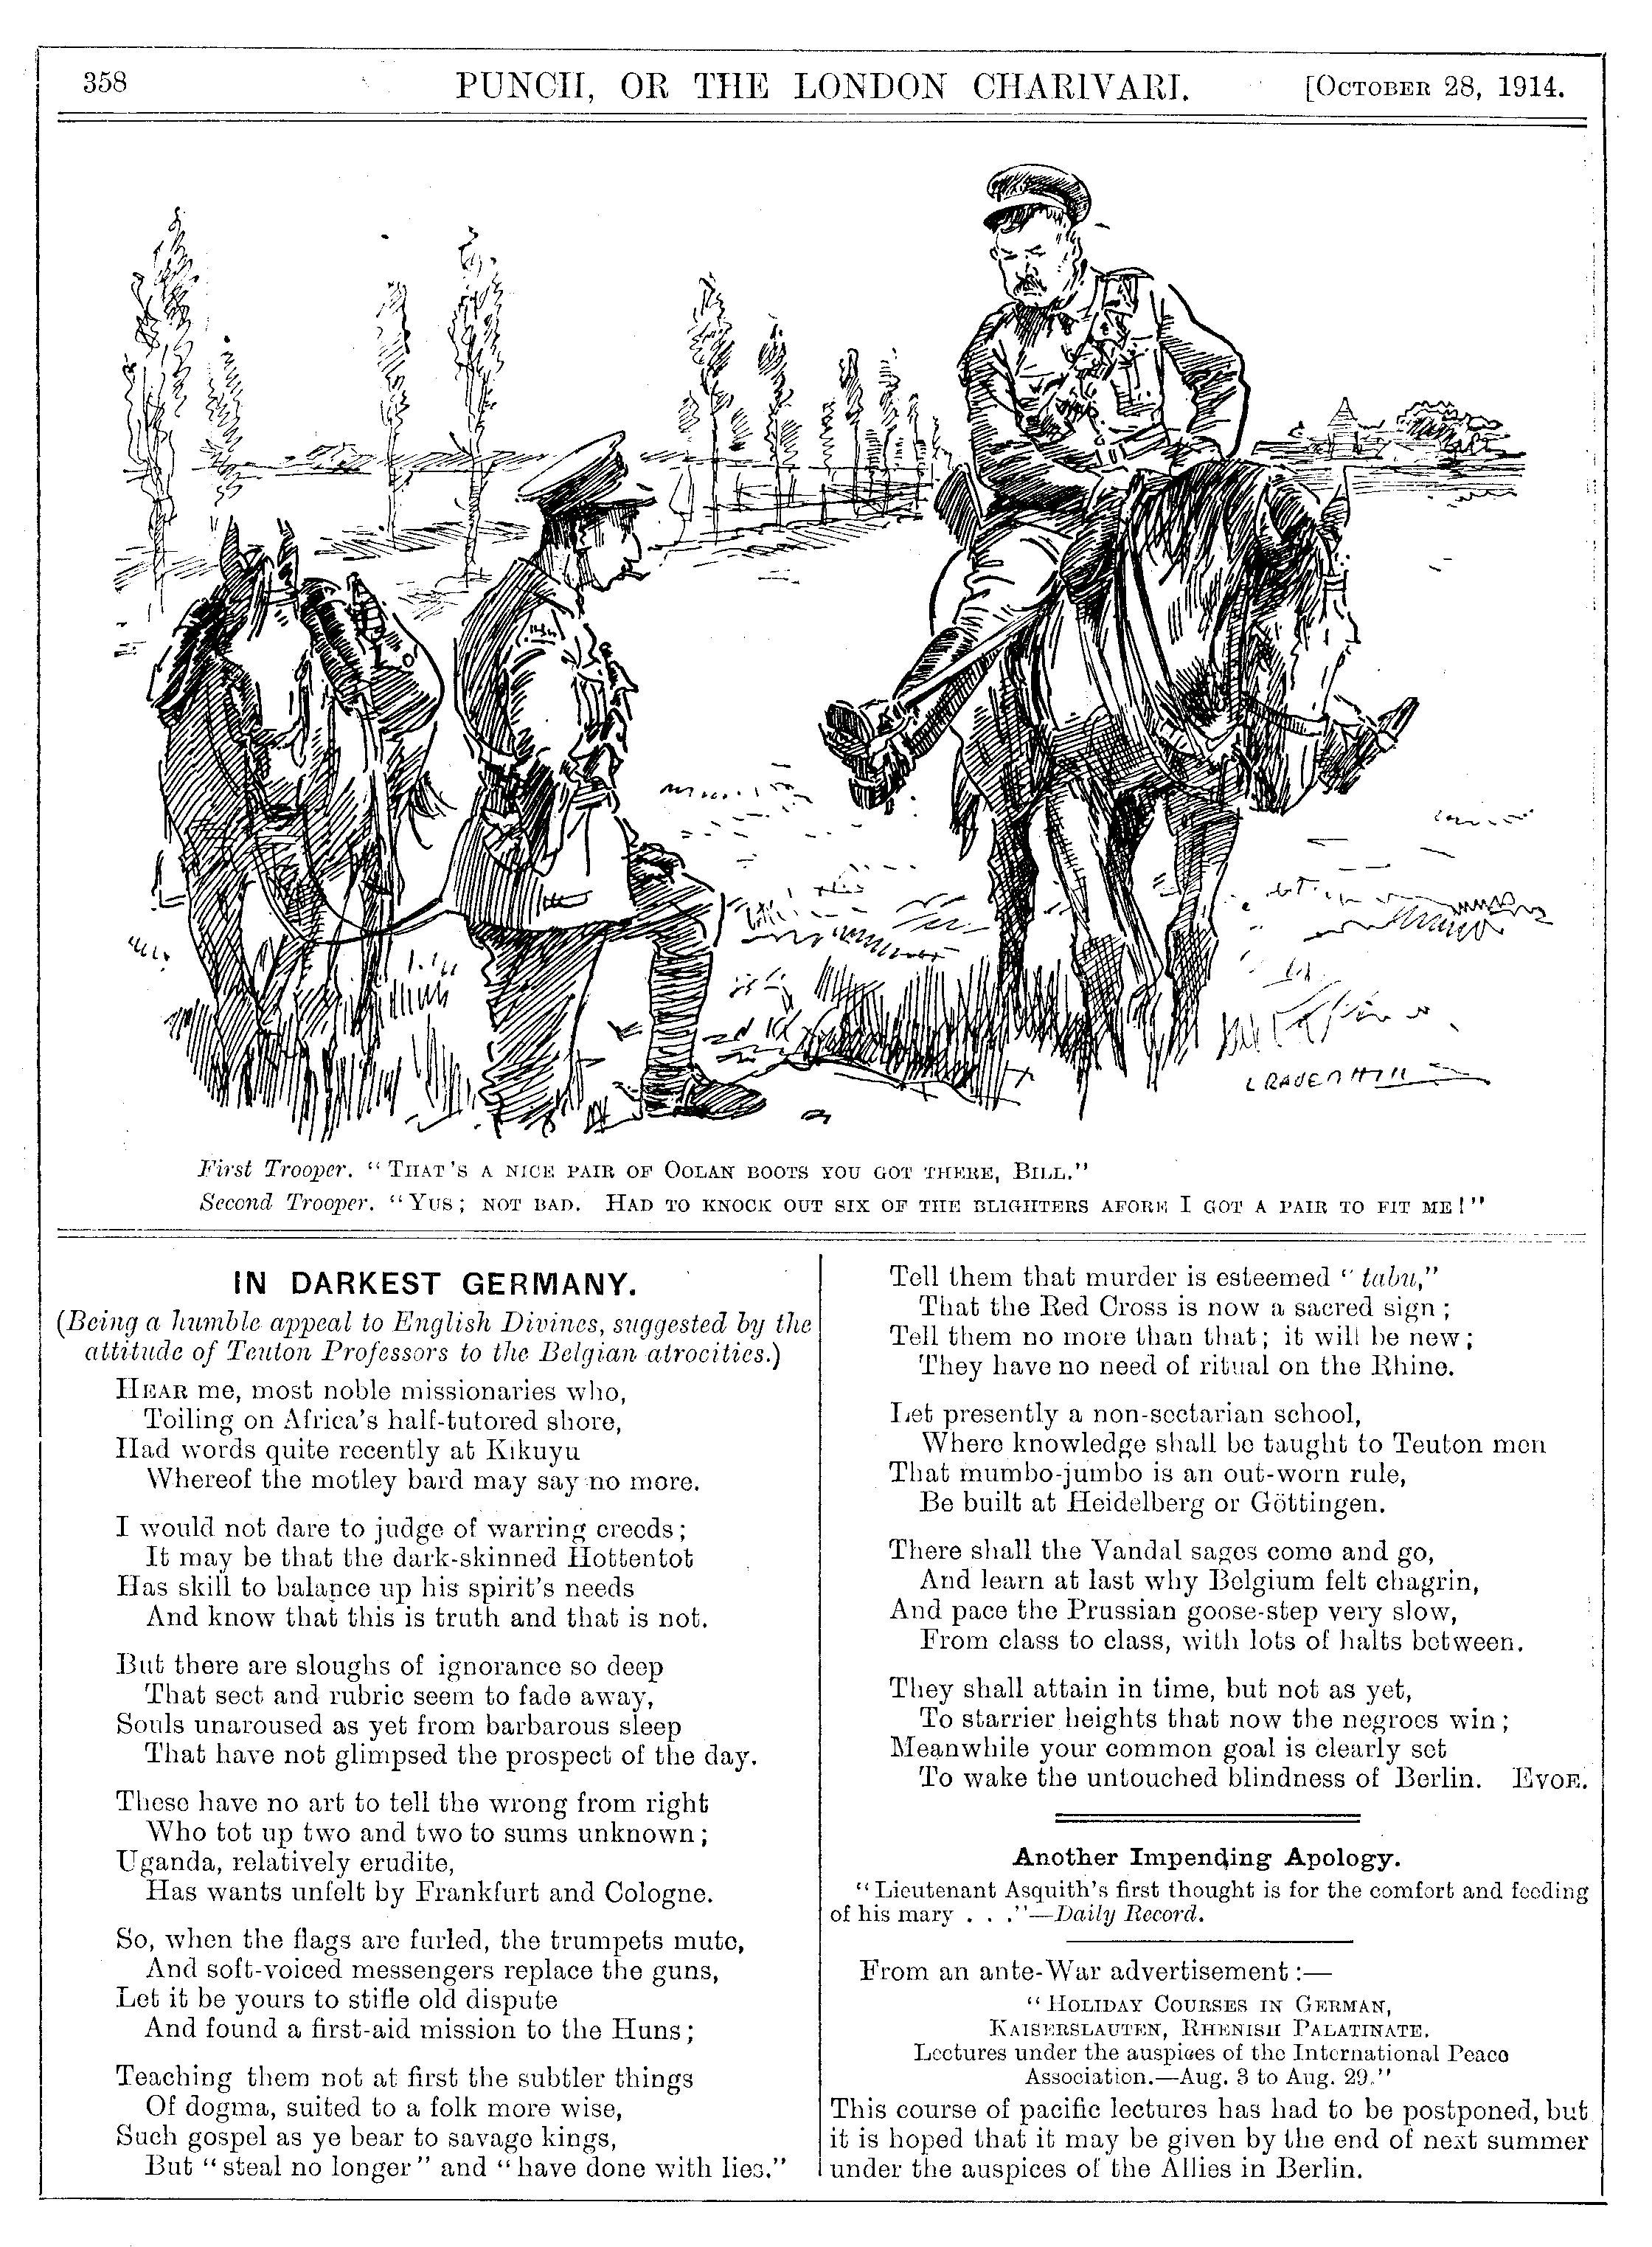 358 PUNCH, OR THE LONDON CHARIVARI. [OCTOBER 28, 1914.
L RAVENHILL
First Trooper. "THAT'S A NICE PAIR OF OOLAN BOOTS YOU GOT THERE, BILL."
Second Trooper. "YUS; NOT BAD. HAD TO KNOCK OUT SIX OF THE BLIGHTERS AFORE I GOT A PAIR TO FIT ME!"
IN DARKEST GERMANY.
(Being a humble appeal to English Divines, suggested by the
attitude of Teuton Professors to the Belgian atrocities.)
HEAR me, most noble missionaries who,
Toiling on Africa's half-tutored shore,
Had words quite recently at Kikuyu
Whereof the motley bard may say no more.
I would not dare to judge of warring creeds;
It may be that the dark-skinned Hottentot
Has skill to balance up his spirit's needs
And know that this is truth and that is not.
But there are sloughs of ignorance so deep
That sect and rubric seem to fade away,
Souls unaroused as yet from barbarous sleep
That have not glimpsed the prospect of the day.
These have no art to tell the wrong from right
Who tot up two and two to sums unknown;
Uganda, relatively erudite,
Has wants unfelt by Frankfurt and Cologne.
So, when the flags are furled, the trumpets mute,
And soft-voiced messengers replace the guns,
Let it be yours to stifle old dispute
And found a first-aid mission to the Huns;
Teaching them not at first the subtler things
Of dogma, suited to a folk more wise,
Such gospel as ye bear to savage kings,
But "steal no longer" and "have done with lies."
Tell them that murder is esteemed "tabu,"
That the Red Cross is now a sacred sign;
Tell them no more than that; it will be new;
They have no need of ritual on the Rhine.
Let presently a non-sectarian school,
Where knowledge shall be taught to Teuton men
That mumbo-jumbo is an out-worn rule,
Be built at Heidelberg or Göttingen.
There shall the Vandal sages come and go,
And learn at last why Belgium felt chagrin,
And pace the Prussian goose-step very slow,
From class to class, with lots of halts between.
They shall attain in time, but not as yet,
To starrier heights that now the negroes win;
Meanwhile your common goal is clearly set
To wake the untouched blindness of Berlin. EVOE.
Another Impending Apology.
"Lieutenant Asquith's first thought is for the comfort and feeding
of his mary . . ."—Daily Record.
From an ante-War advertisement:—
"HOLIDAY COURSES IN GERMAN,
KAISERSLAUTEN, RHENISH PALATINATE.
Lectures under the auspices of the International Peace
Association.—Aug. 3 to Aug. 29."
This course of pacific lectures has had to be postponed, but
it is hoped that it may be given by the end of next summer
under the auspices of the Allies in Berlin.